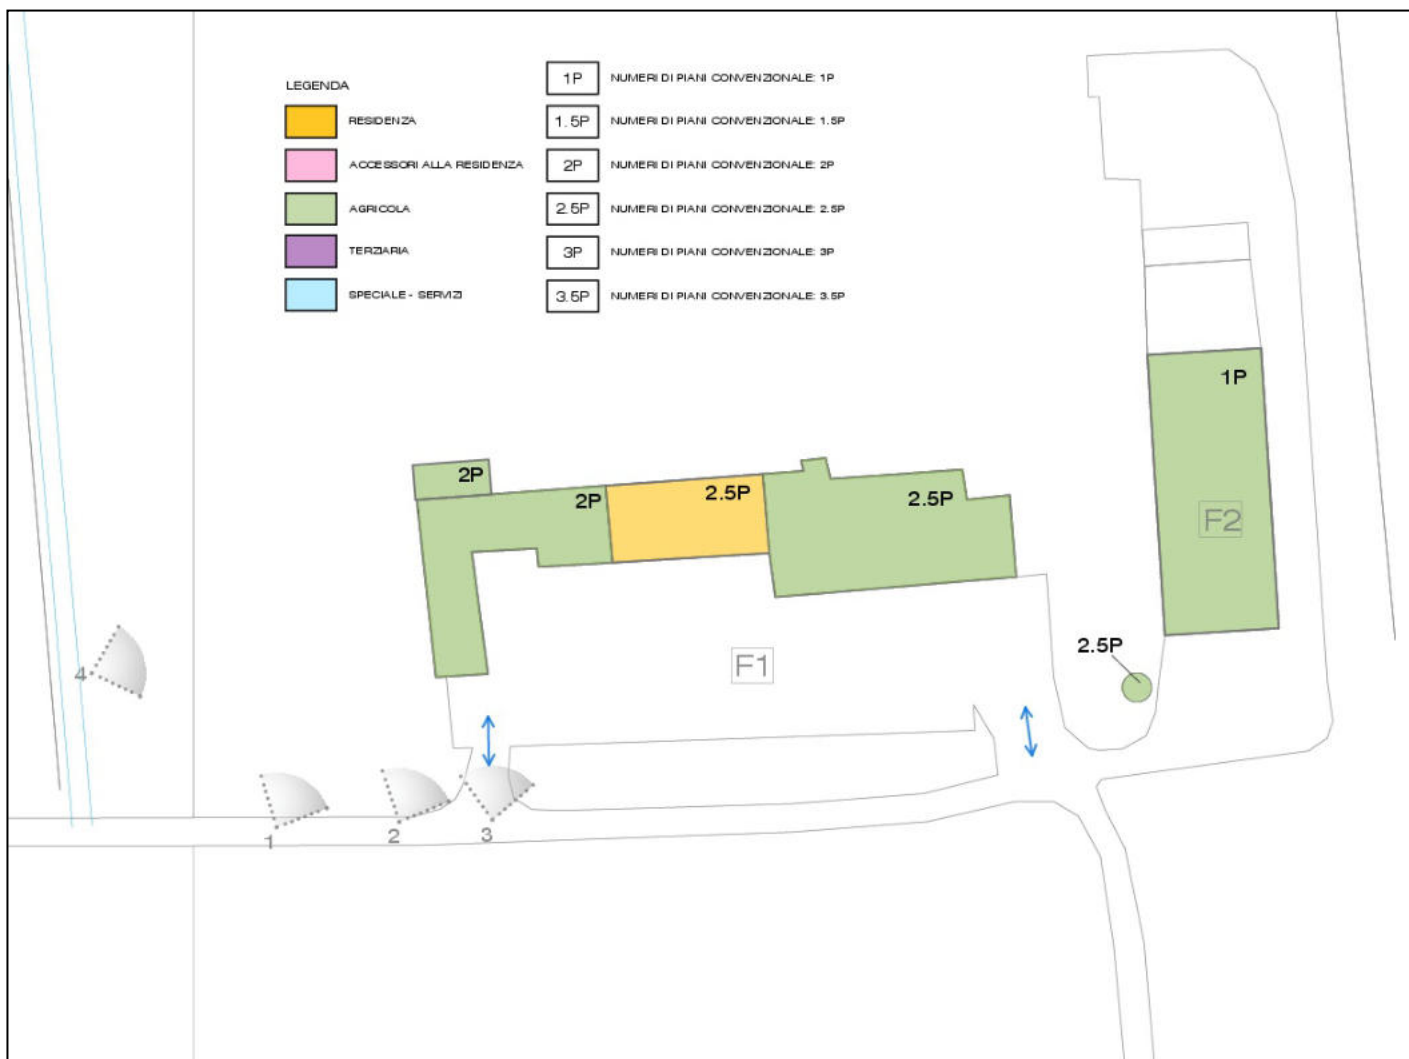 LEGENDA
RESIDENZA
ACCESSORI ALLA RESIDENZA
AGRICOLA
TERZIARIA
SPECIALE - SERVIZI
1P NUMERI DI PIANI CONVENZIONALE: 1P
1.5P NUMERI DI PIANI CONVENZIONALE: 1.5P
2P NUMERI DI PIANI CONVENZIONALE: 2P
2.5P NUMERI DI PIANI CONVENZIONALE: 2.5P
3P NUMERI DI PIANI CONVENZIONALE: 3P
3.5P NUMERI DI PIANI CONVENZIONALE: 3.5P
1P
2P
2P
2.5P
2.5P
F2
F1
2.5P
4
1
2
3